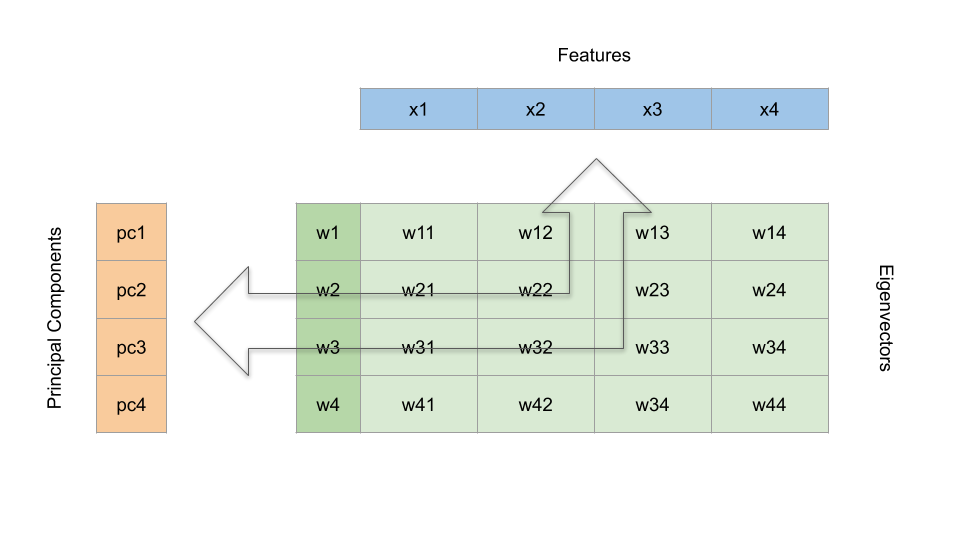 Features
x1 x2 x3 x4
Principal Components
pc1 w1 w11 w12 w13 w14
pc2 w2 w21 w22 w23 w24
pc3 w3 w31 w32 w33 w34
pc4 w4 w41 w42 w34 w44
Eigenvectors